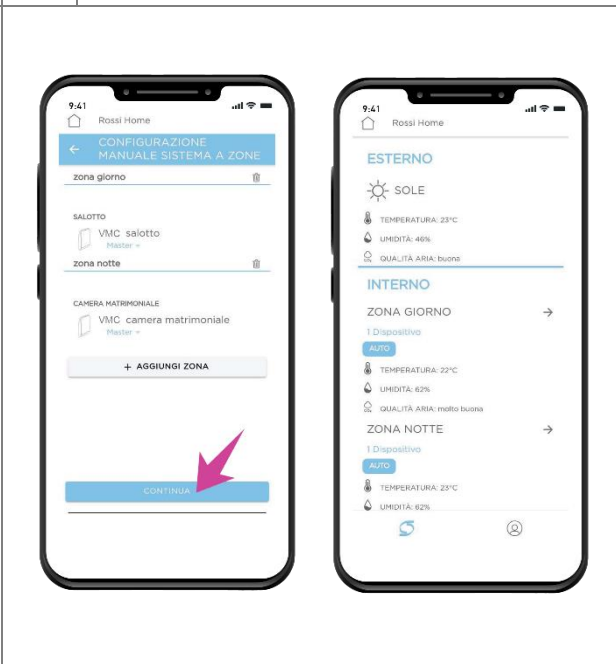 9:41
Rossi Home
CONFIGURAZIONE
MANUALE SISTEMA A ZONE
zona giorno
SALOTTO
VMC salotto
Master
zona notte
CAMERA MATRIMONIALE
VMC camera matrimoniale
Master
+ AGGIUNGI ZONA
CONTINUA
9:41
Rossi Home
ESTERNO
SOLE
TEMPERATURA: 23°C
UMIDITÀ: 46%
QUALITÀ ARIA: buona
INTERNO
ZONA GIORNO
1 Dispositivo
AUTO
TEMPERATURA: 22°C
UMIDITÀ: 62%
QUALITÀ ARIA: molto buona
ZONA NOTTE
1 Dispositivo
AUTO
TEMPERATURA: 23°C
UMIDITÀ: 62%